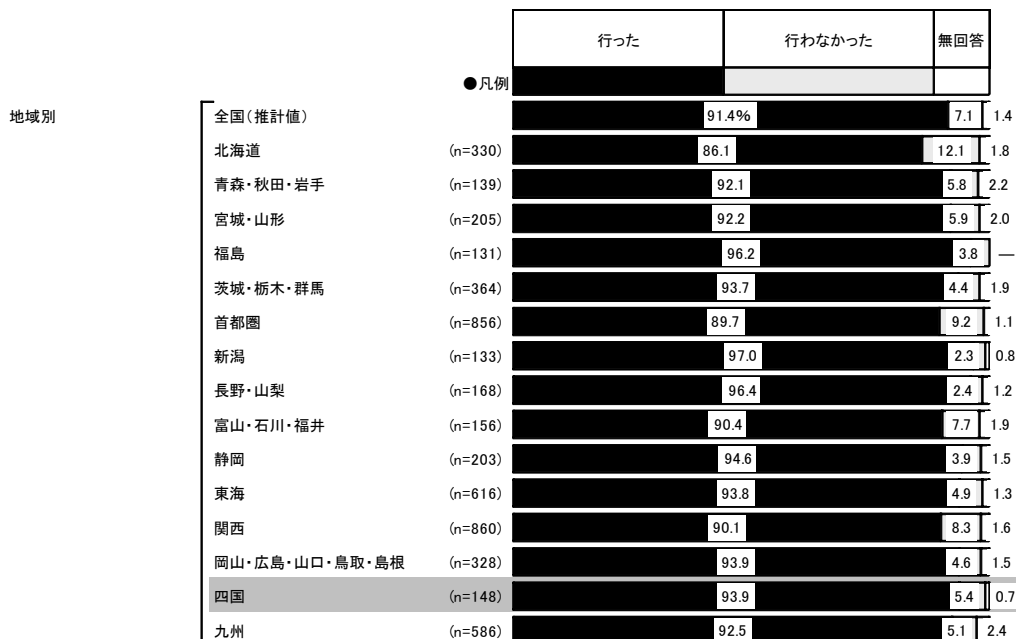 行った 行わなかった 無回答
●凡例
地域別 全国(推計値) 91.4% 7.1 1.4
北海道 (n=330) 86.1 12.1 1.8
青森・秋田・岩手 (n=139) 92.1 5.8 2.2
宮城・山形 (n=205) 92.2 5.9 2.0
福島 (n=131) 96.2 3.8 —
茨城・栃木・群馬 (n=364) 93.7 4.4 1.9
首都圏 (n=856) 89.7 9.2 1.1
新潟 (n=133) 97.0 2.3 0.8
長野・山梨 (n=168) 96.4 2.4 1.2
富山・石川・福井 (n=156) 90.4 7.7 1.9
静岡 (n=203) 94.6 3.9 1.5
東海 (n=616) 93.8 4.9 1.3
関西 (n=860) 90.1 8.3 1.6
岡山・広島・山口・鳥取・島根 (n=328) 93.9 4.6 1.5
四国 (n=148) 93.9 5.4 0.7
九州 (n=586) 92.5 5.1 2.4